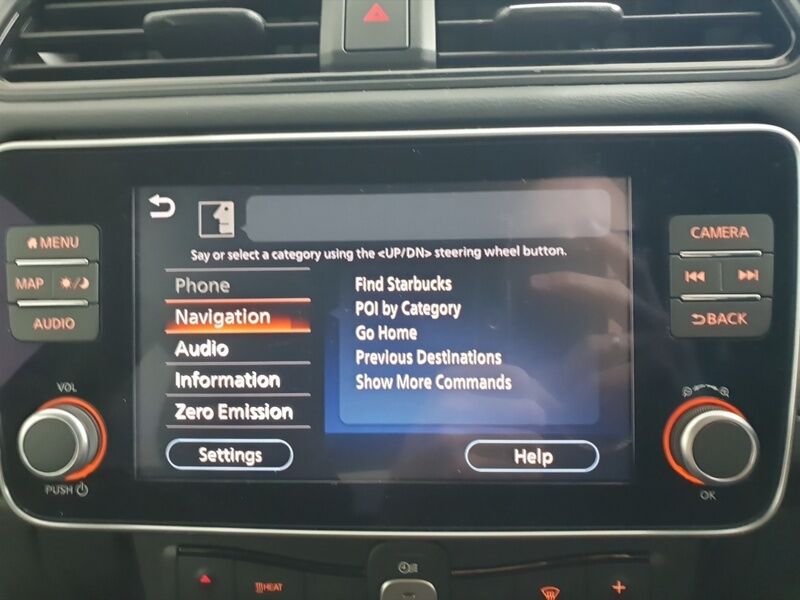 Say or select a category using the <UP/DN> steering wheel button.
Phone
Navigation
Audio
Information
Zero Emission
Settings
Find Starbucks
POI by Category
Go Home
Previous Destinations
Show More Commands
Help
MENU
MAP
AUDIO
VOL
PUSH
CAMERA
BACK
OK
HEAT